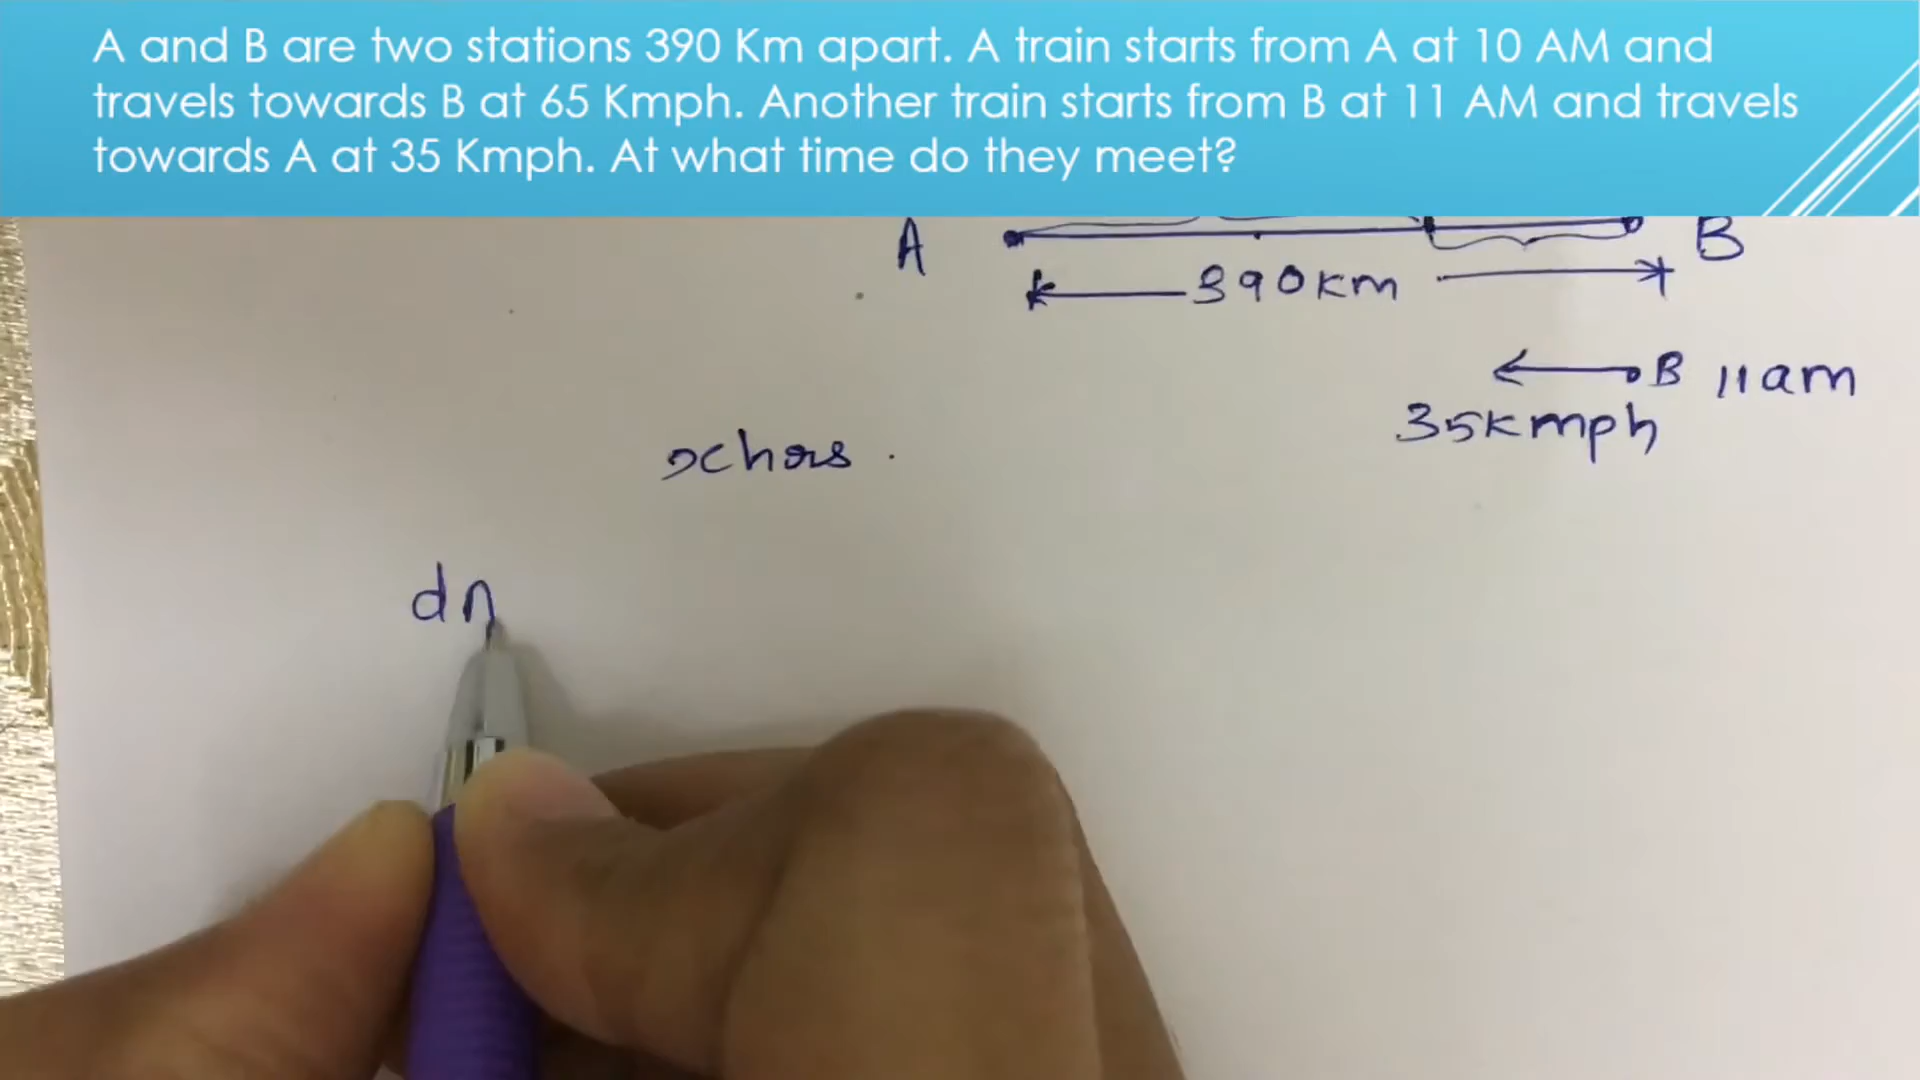 A and B are two stations 390 Km apart. A train starts from A at 10 AM and
travels towards B at 65 Kmph. Another train starts from B at 11 AM and travels
towards A at 35 Kmph. At what time do they meet?
A B
390km
B 11am
35kmph
x hrs
d